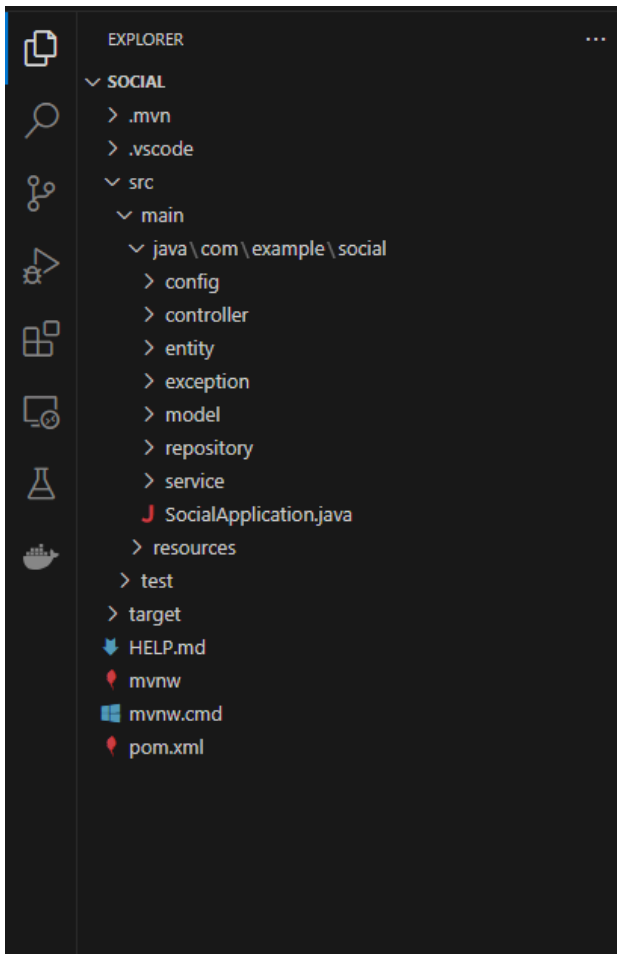 EXPLORER
SOCIAL
.mvn
.vscode
src
main
java\com\example\social
config
controller
entity
exception
model
repository
service
J SocialApplication.java
resources
test
target
HELP.md
mvnw
mvnw.cmd
pom.xml